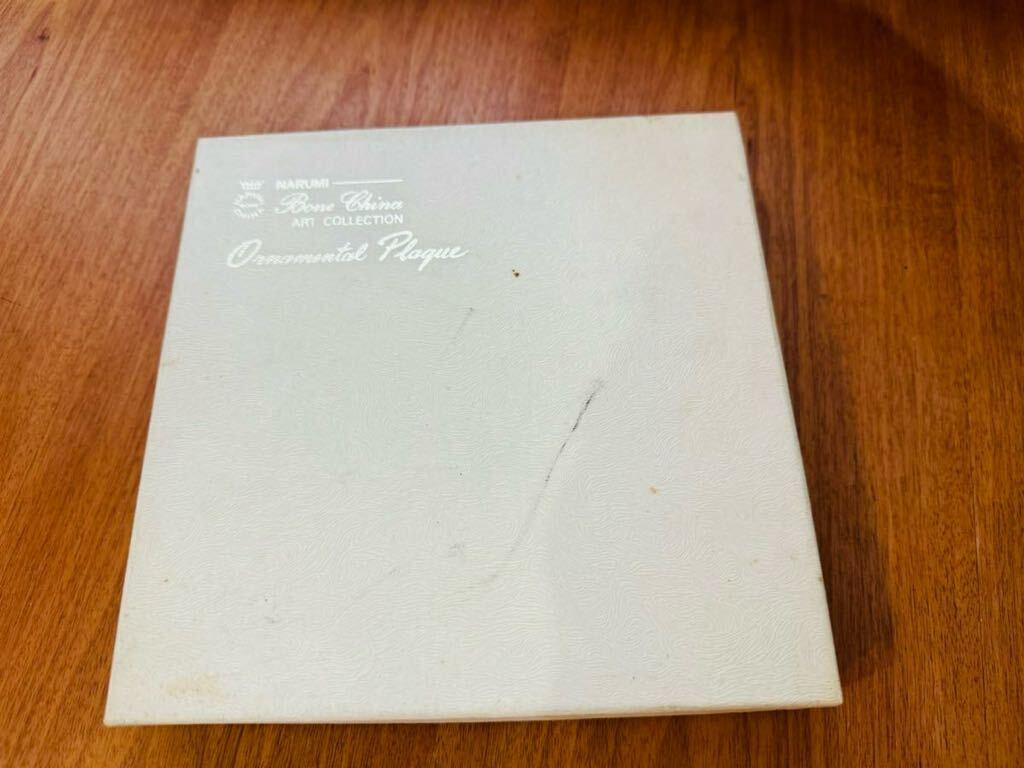 NARUMI
Bone China
ART COLLECTION
Ornamental Plaque